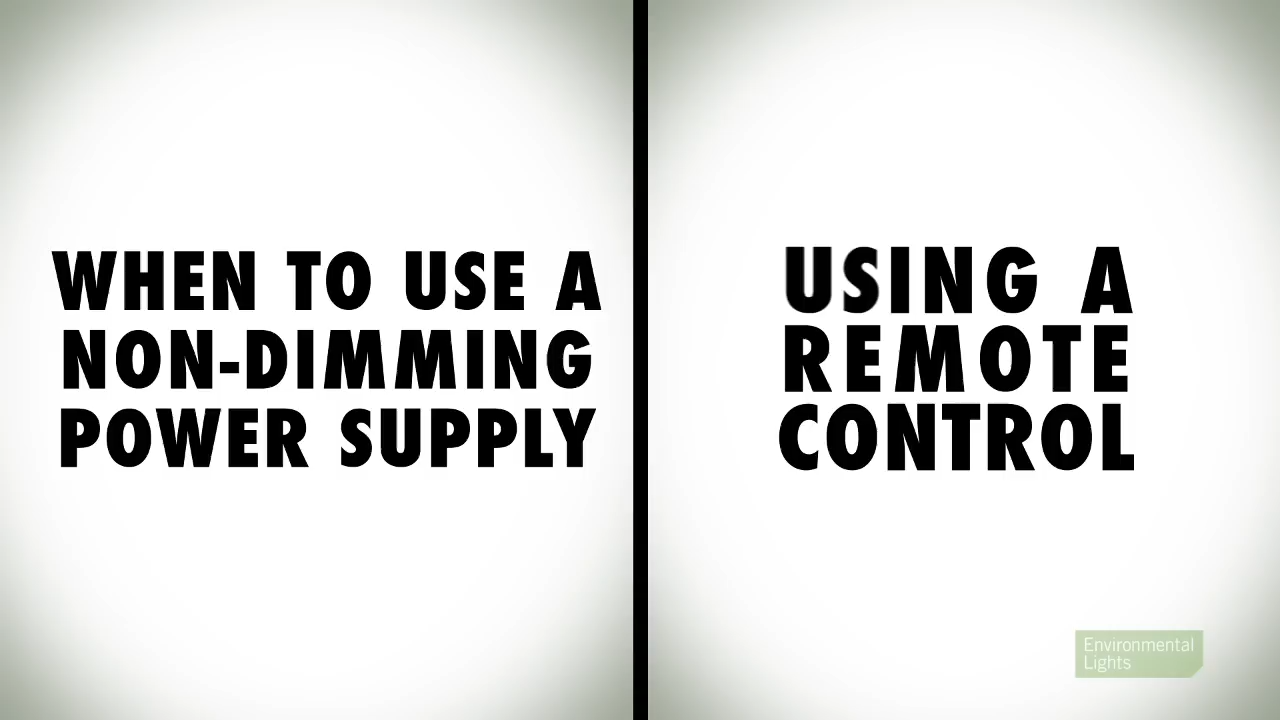 WHEN TO USE A
NON-DIMMING
POWER SUPPLY
USING A
REMOTE
CONTROL
Environmental
Lights